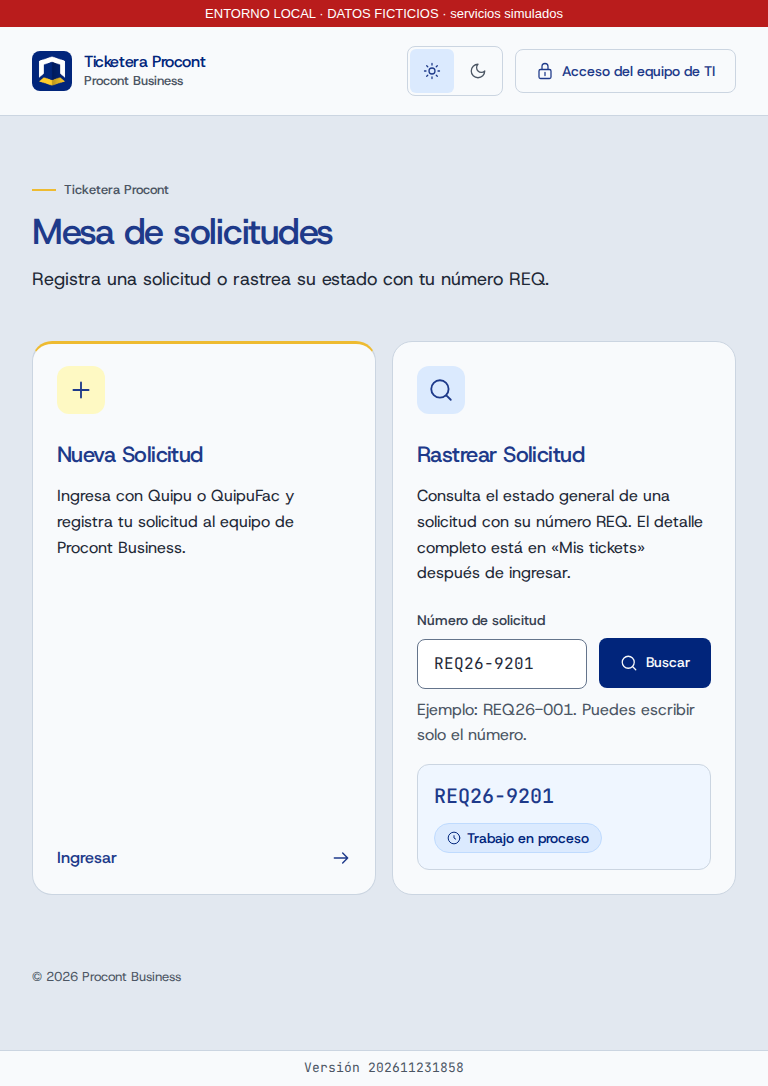 ENTORNO LOCAL · DATOS FICTICIOS · servicios simulados
Ticketera Procont
Procont Business
Acceso del equipo de TI
Ticketera Procont
Mesa de solicitudes
Registra una solicitud o rastrea su estado con tu número REQ.
Nueva Solicitud
Ingresa con Quipu o QuipuFac y
registra tu solicitud al equipo de
Procont Business.
Ingresar
Rastrear Solicitud
Consulta el estado general de una
solicitud con su número REQ. El detalle
completo está en «Mis tickets»
después de ingresar.
Número de solicitud
REQ26-9201
Buscar
Ejemplo: REQ26-001. Puedes escribir
solo el número.
REQ26-9201
Trabajo en proceso
© 2026 Procont Business
Versión 202611231858